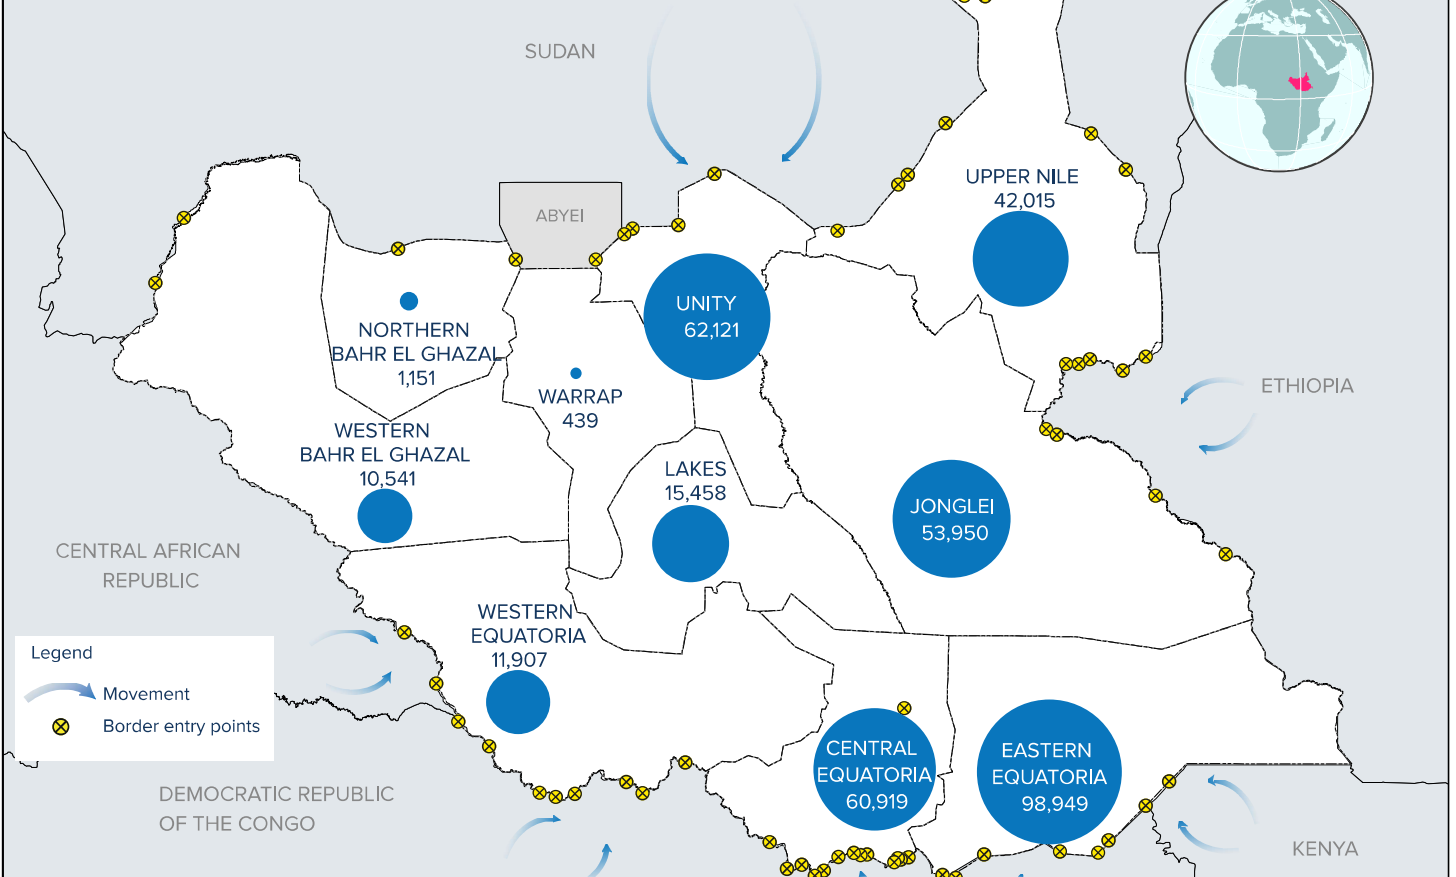 SUDAN
UPPER NILE
42,015
ABYEI
UNITY
62,121
NORTHERN
BAHR EL GHAZAL
1,151
WARRAP
439
ETHIOPIA
WESTERN
BAHR EL GHAZAL
10,541
LAKES
15,458
JONGLEI
53,950
CENTRAL AFRICAN
REPUBLIC
WESTERN
EQUATORIA
11,907
Legend
Movement
Border entry points
CENTRAL
EQUATORIA
60,919
EASTERN
EQUATORIA
98,949
DEMOCRATIC REPUBLIC
OF THE CONGO
KENYA